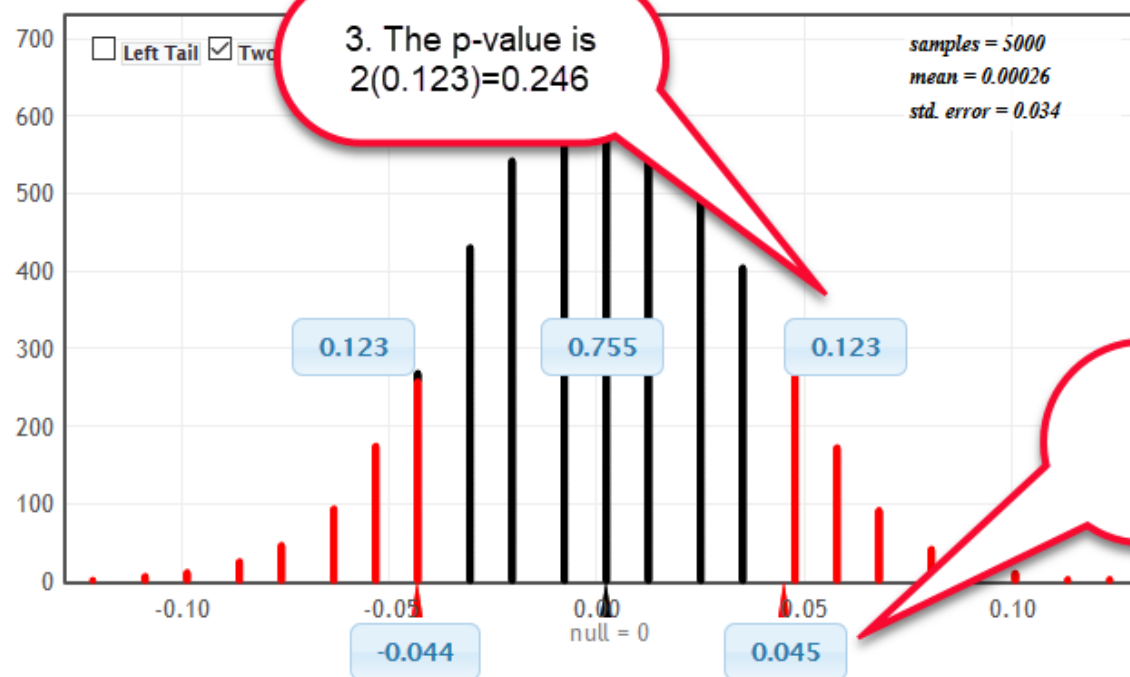 700
600
500
400
300
200
100
0
Left Tail Two
3. The p-value is
2(0.123)=0.246
samples = 5000
mean = 0.00026
std. error = 0.034
0.123 0.755 0.123
-0.10 -0.05 0.00 0.05 0.10
null = 0
-0.044 0.045